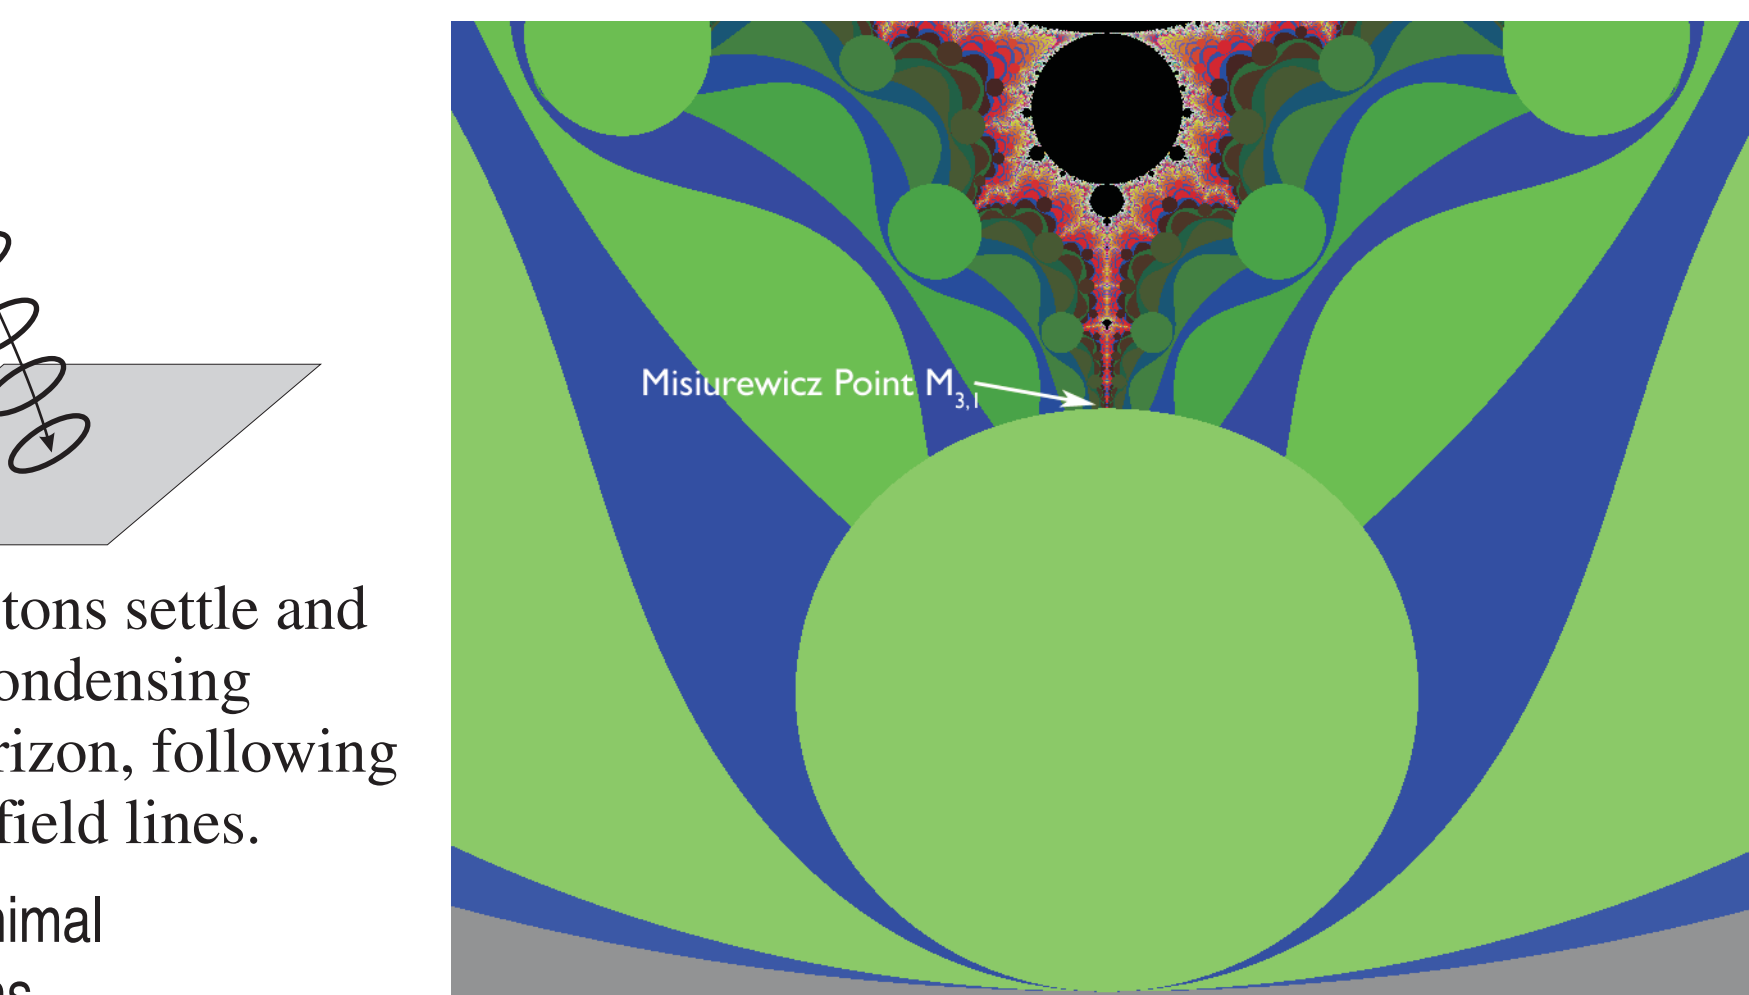 Misiurewicz Point M3,1
tons settle and
ondensing
rizon, following
field lines.
nimal